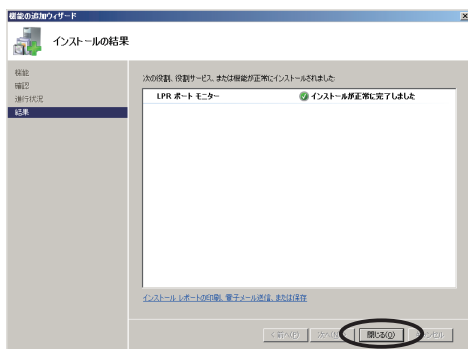 機能の追加ウィザード
インストールの結果
機能
確認
進行状況
結果
次の役割、役割サービス、または機能が正常にインストールされました:
LPR ポート モニター
インストールが正常に完了しました
インストール レポートの印刷、電子メール送信、または保存
< 前へ(P)
次へ(N)
閉じる(O)